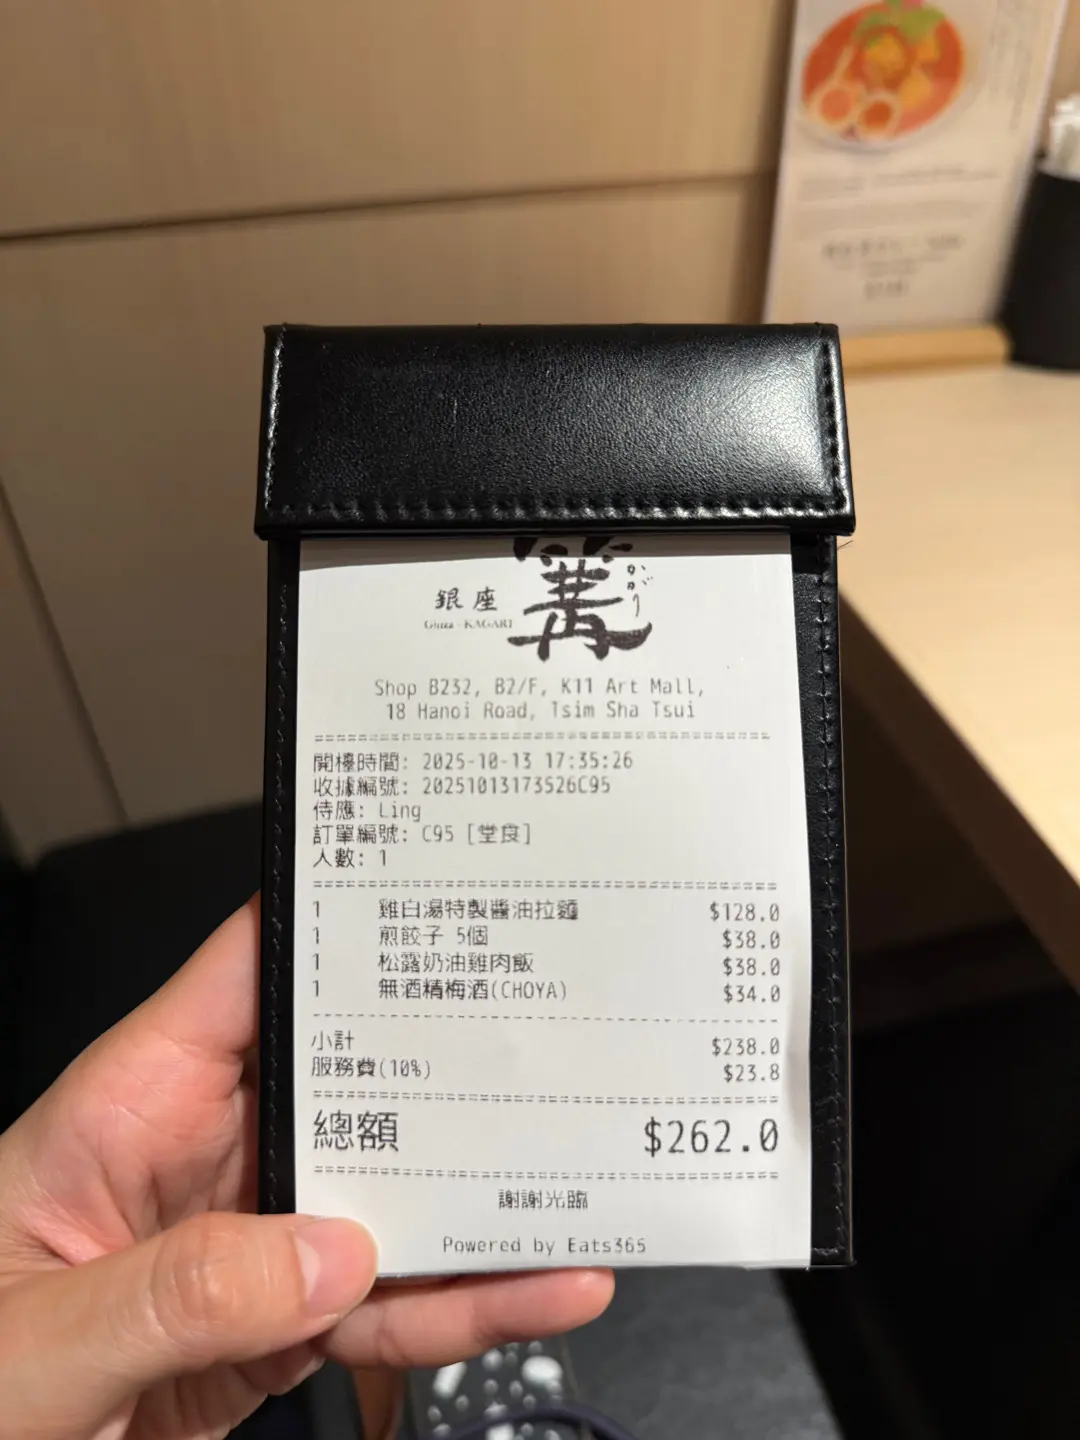 銀座
Ginza · KAGARI
篝
かがり
Shop B232, B2/F, K11 Art Mall,
18 Hanoi Road, Tsim Sha Tsui
開檯時間: 2025-10-13 17:35:26
收據編號: 20251013173526C95
侍應: Ling
訂單編號: C95 [堂食]
人數: 1
1 雞白湯特製醬油拉麵 $128.0
1 煎餃子 5個 $38.0
1 松露奶油雞肉飯 $38.0
1 無酒精梅酒(CHOYA) $34.0
小計 $238.0
服務費(10%) $23.8
總額 $262.0
謝謝光臨
Powered by Eats365